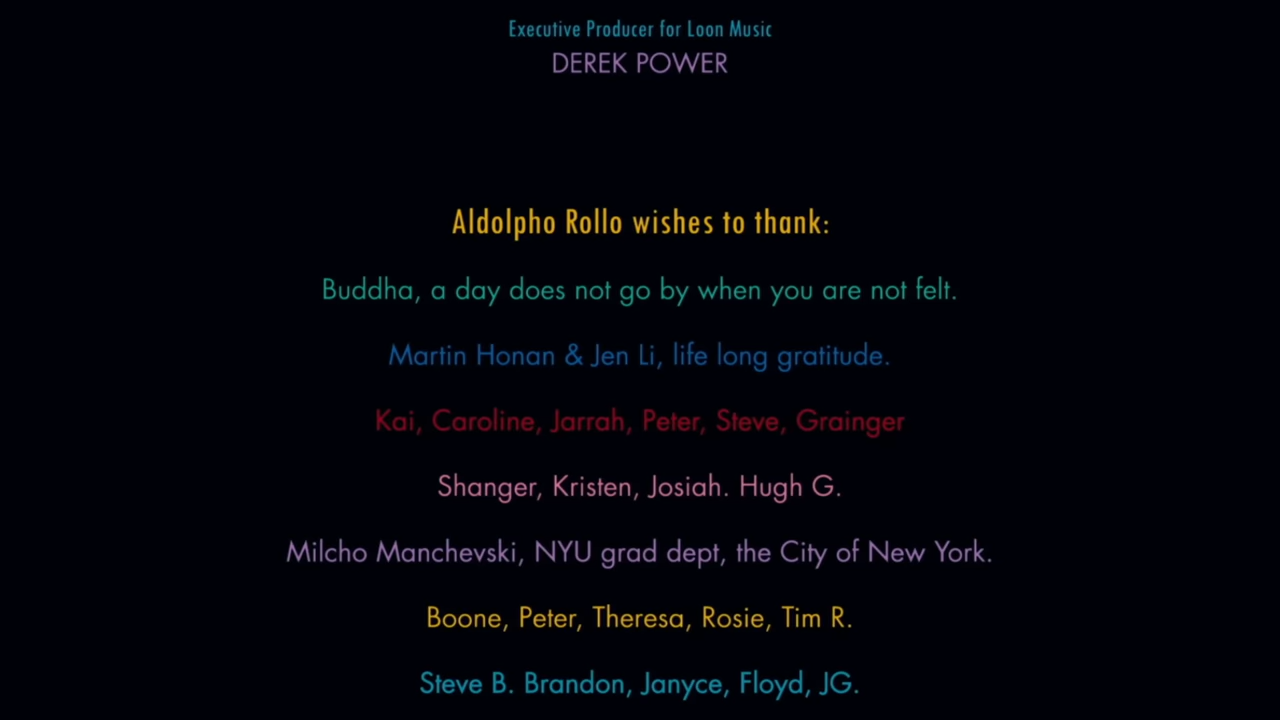 Executive Producer for Loon Music
DEREK POWER
Aldolpho Rollo wishes to thank:
Buddha, a day does not go by when you are not felt.
Martin Honan & Jen Li, life long gratitude.
Kai, Caroline, Jarrah, Peter, Steve, Grainger
Shanger, Kristen, Josiah. Hugh G.
Milcho Manchevski, NYU grad dept, the City of New York.
Boone, Peter, Theresa, Rosie, Tim R.
Steve B. Brandon, Janyce, Floyd, JG.